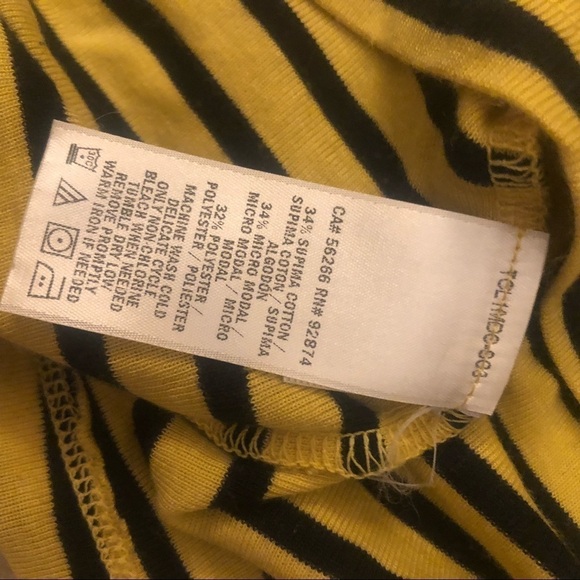 CA# 56266 RN# 92874
34% SUPIMA COTTON /
SUPIMA COTON / SUPIMA
ALGODON /
34% MICRO MODAL /
MICRO MODAL / MICRO
MODAL /
32% POLYESTER /
POLYESTER / POLIESTER
MACHINE WASH COLD
DELICATE CYCLE
ONLY NON-CHLORINE
BLEACH WHEN NEEDED
TUMBLE DRY LOW
REMOVE PROMPTLY
WARM IRON IF NEEDED